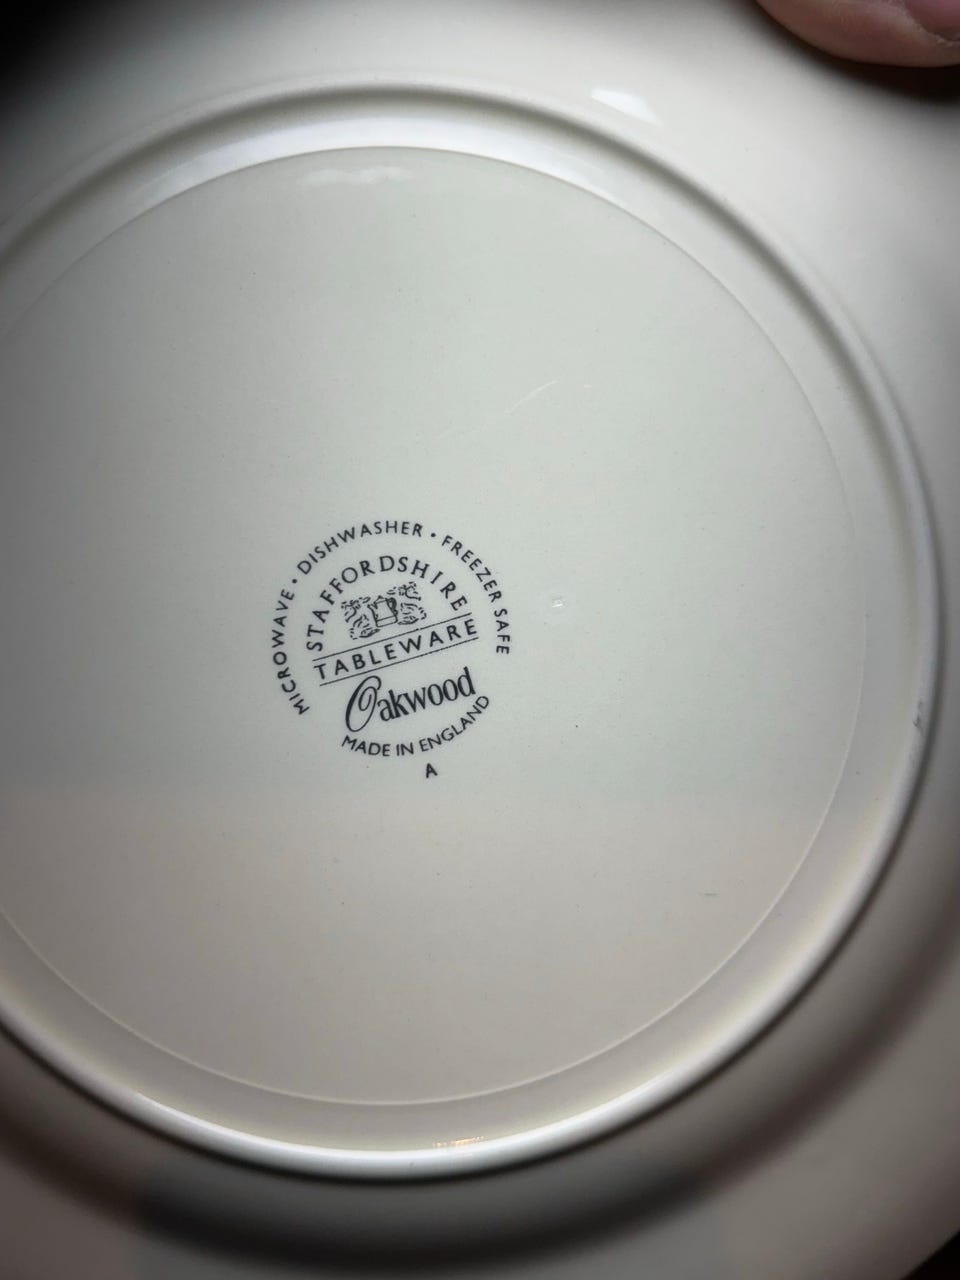 MICROWAVE • DISHWASHER • FREEZER SAFE
STAFFORDSHIRE
TABLEWARE
Oakwood
MADE IN ENGLAND
A